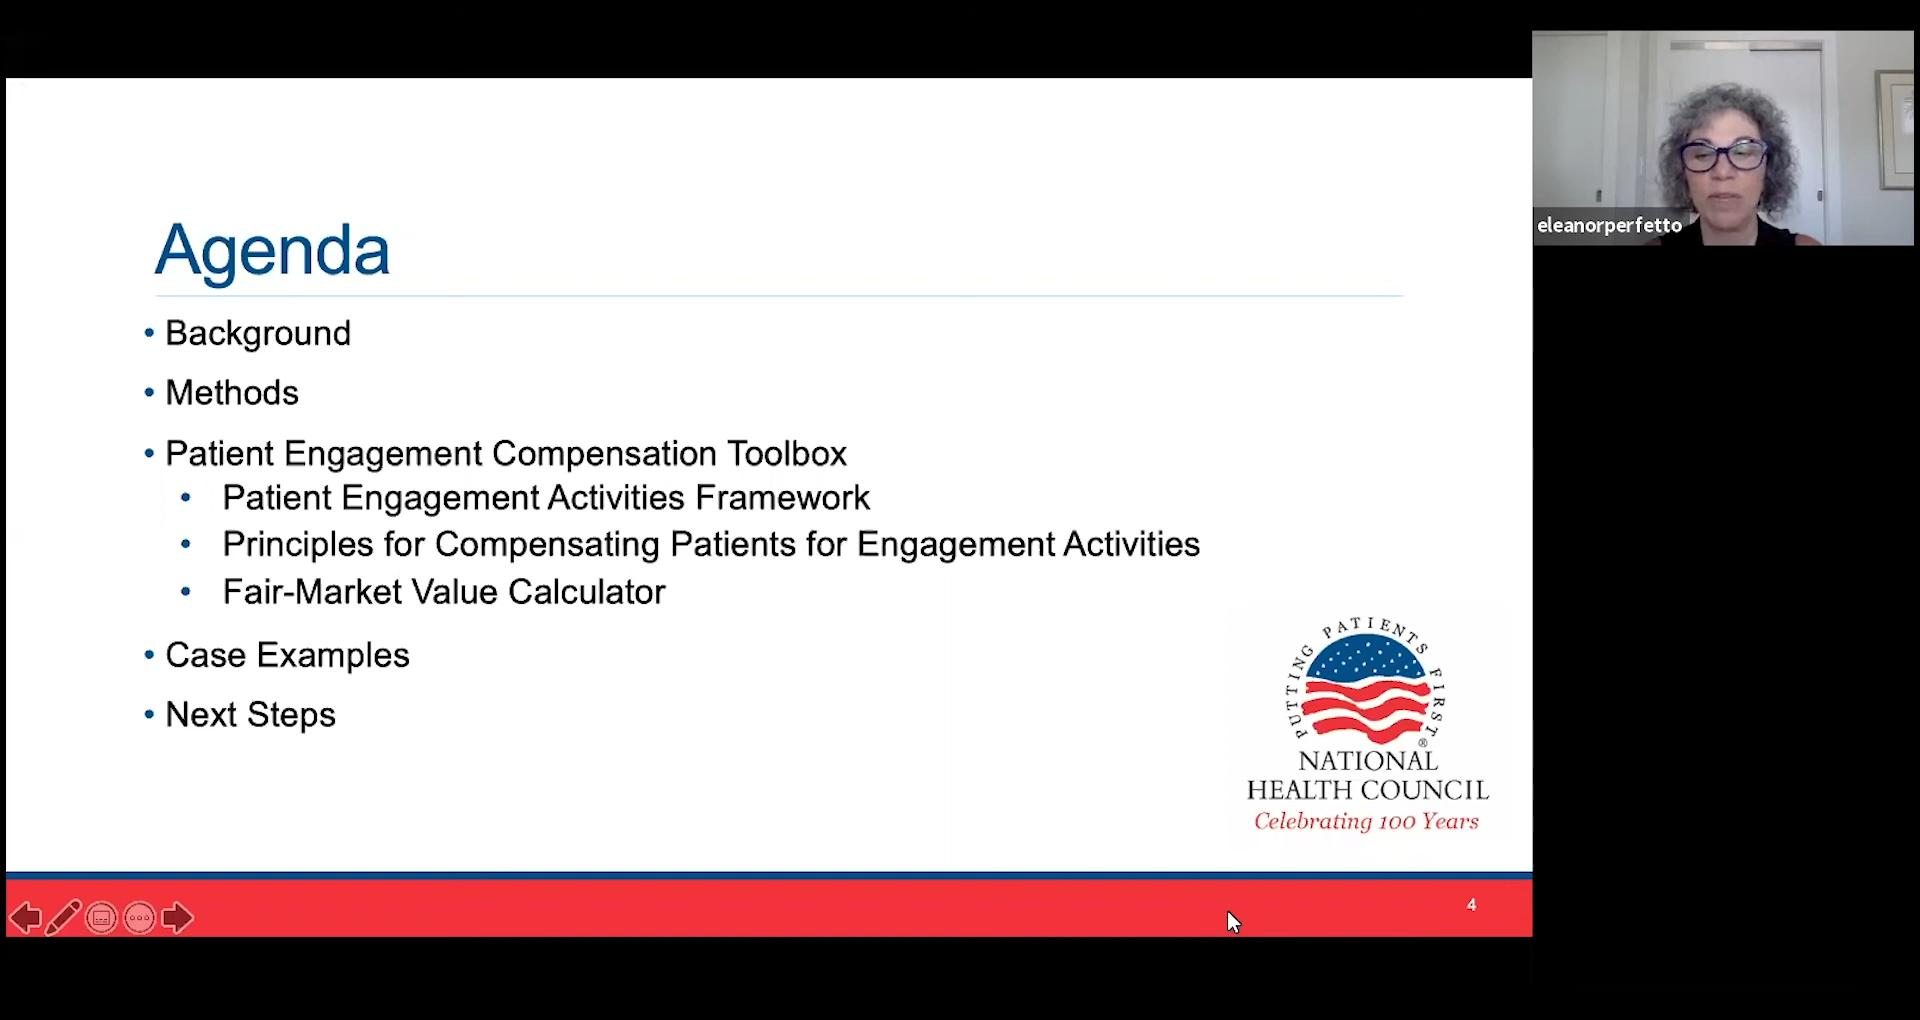 eleanorperfetto
Agenda
• Background
• Methods
• Patient Engagement Compensation Toolbox
• Patient Engagement Activities Framework
• Principles for Compensating Patients for Engagement Activities
• Fair-Market Value Calculator
• Case Examples
• Next Steps
PUTTING PATIENTS FIRST
®
NATIONAL
HEALTH COUNCIL
Celebrating 100 Years
4